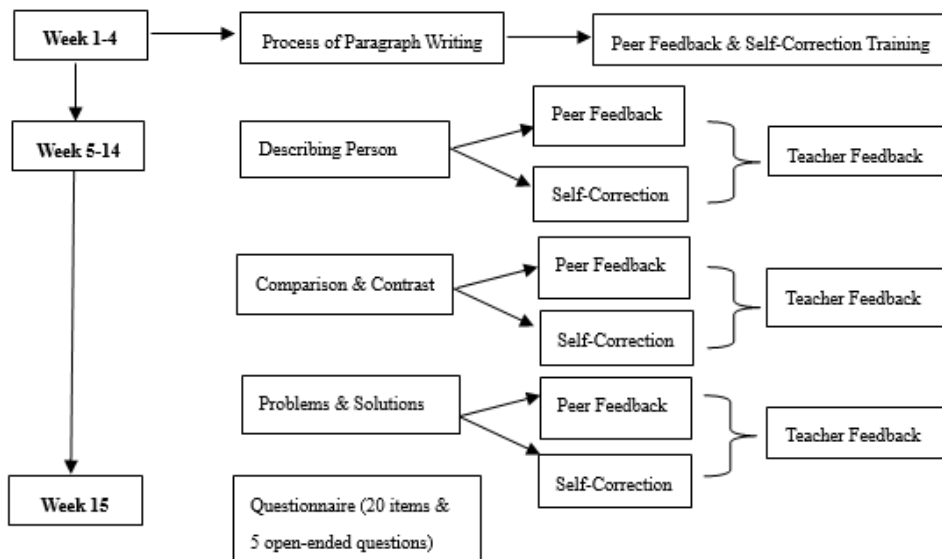 Week 1-4
Process of Paragraph Writing
Peer Feedback & Self-Correction Training
Week 5-14
Describing Person
Peer Feedback
Self-Correction
Teacher Feedback
Comparison & Contrast
Peer Feedback
Self-Correction
Teacher Feedback
Problems & Solutions
Peer Feedback
Self-Correction
Teacher Feedback
Week 15
Questionnaire (20 items &
5 open-ended questions)